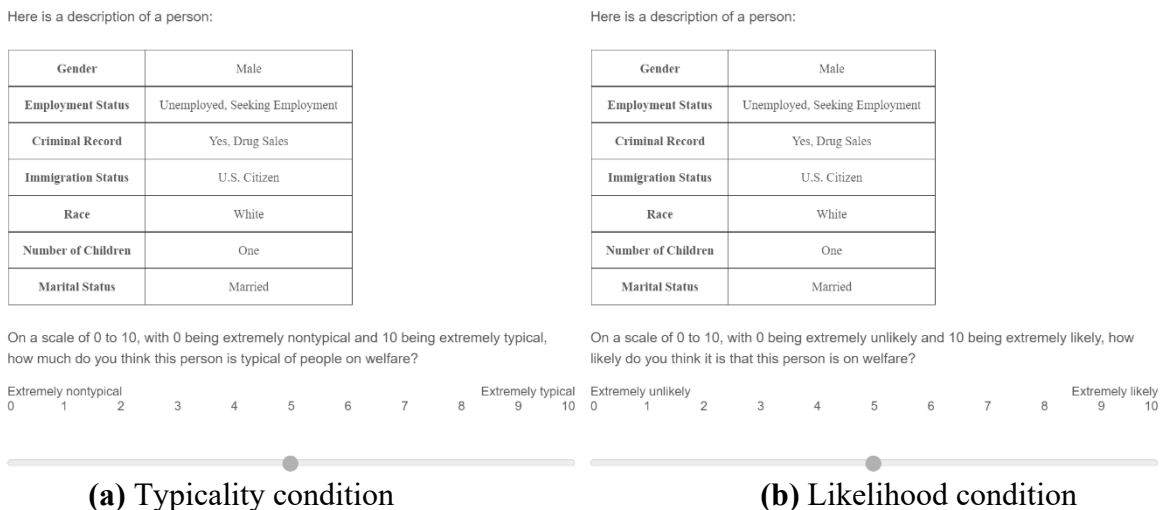 Here is a description of a person:
Gender Male
Employment Status Unemployed, Seeking Employment
Criminal Record Yes, Drug Sales
Immigration Status U.S. Citizen
Race White
Number of Children One
Marital Status Married
On a scale of 0 to 10, with 0 being extremely nontypical and 10 being extremely typical,
how much do you think this person is typical of people on welfare?
Extremely nontypical Extremely typical
0 1 2 3 4 5 6 7 8 9 10
(a) Typicality condition
Here is a description of a person:
Gender Male
Employment Status Unemployed, Seeking Employment
Criminal Record Yes, Drug Sales
Immigration Status U.S. Citizen
Race White
Number of Children One
Marital Status Married
On a scale of 0 to 10, with 0 being extremely unlikely and 10 being extremely likely, how
likely do you think it is that this person is on welfare?
Extremely unlikely Extremely likely
0 1 2 3 4 5 6 7 8 9 10
(b) Likelihood condition